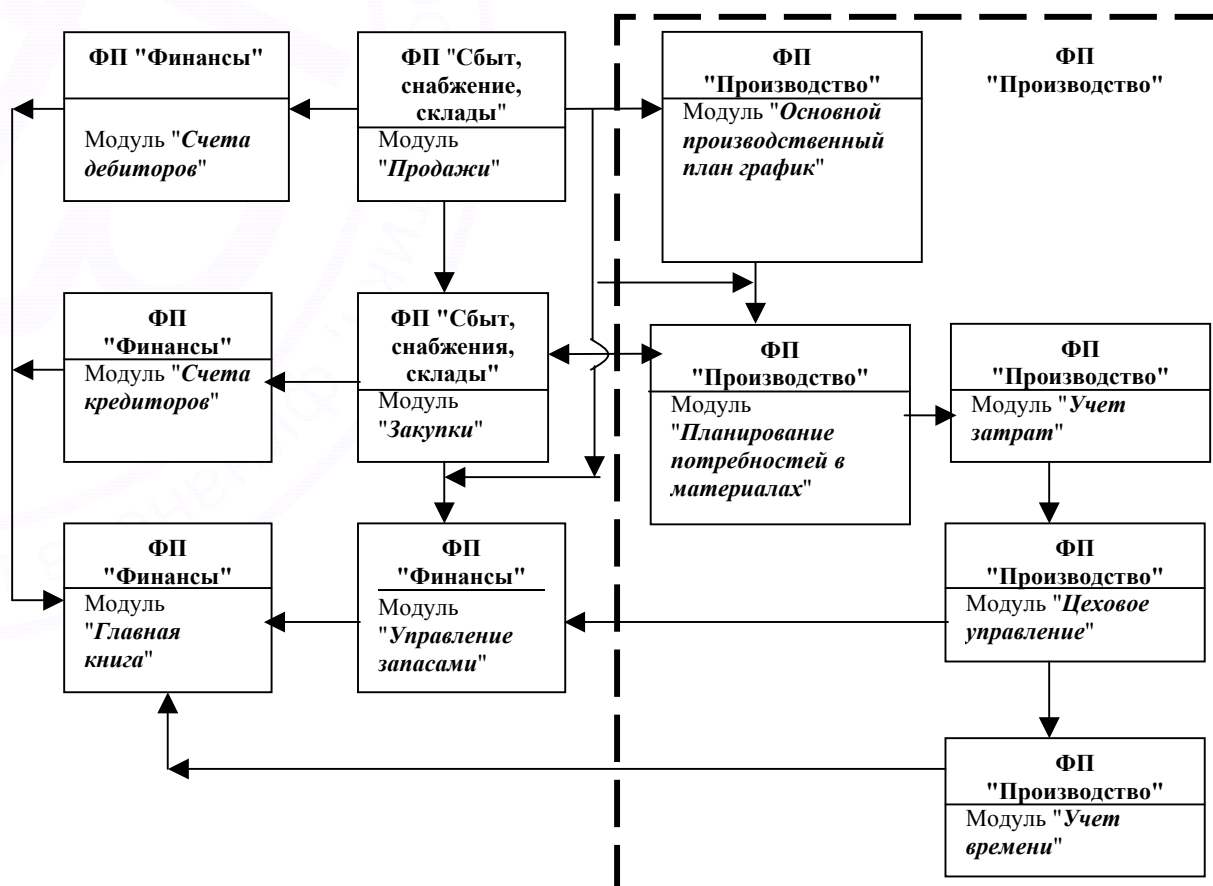 ФП "Финансы"
Модуль "Счета
дебиторов"
ФП "Сбыт,
снабжение,
склады"
Модуль
"Продажи"
ФП
"Производство"
Модуль "Основной
производственный
план график"
ФП
"Производство"
ФП
"Финансы"
Модуль "Счета
кредиторов"
ФП "Сбыт,
снабжения,
склады"
Модуль
"Закупки"
ФП
"Производство"
Модуль
"Планирование
потребностей в
материалах"
ФП
"Производство"
Модуль "Учет
затрат"
ФП
"Финансы"
Модуль
"Главная
книга"
ФП
"Финансы"
Модуль
"Управление
запасами"
ФП
"Производство"
Модуль "Цеховое
управление"
ФП
"Производство"
Модуль "Учет
времени"